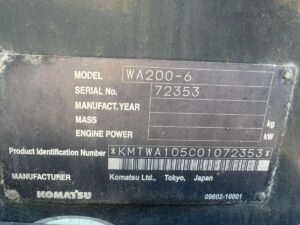 MODEL WA200-6
SERIAL No. 72353
MANUFACT.YEAR
MASS kg
ENGINE POWER kW
Product Identification Number *KMTWA105C01072353*
MANUFACTURER Komatsu Ltd., Tokyo, Japan
KOMATSU 09602-10001